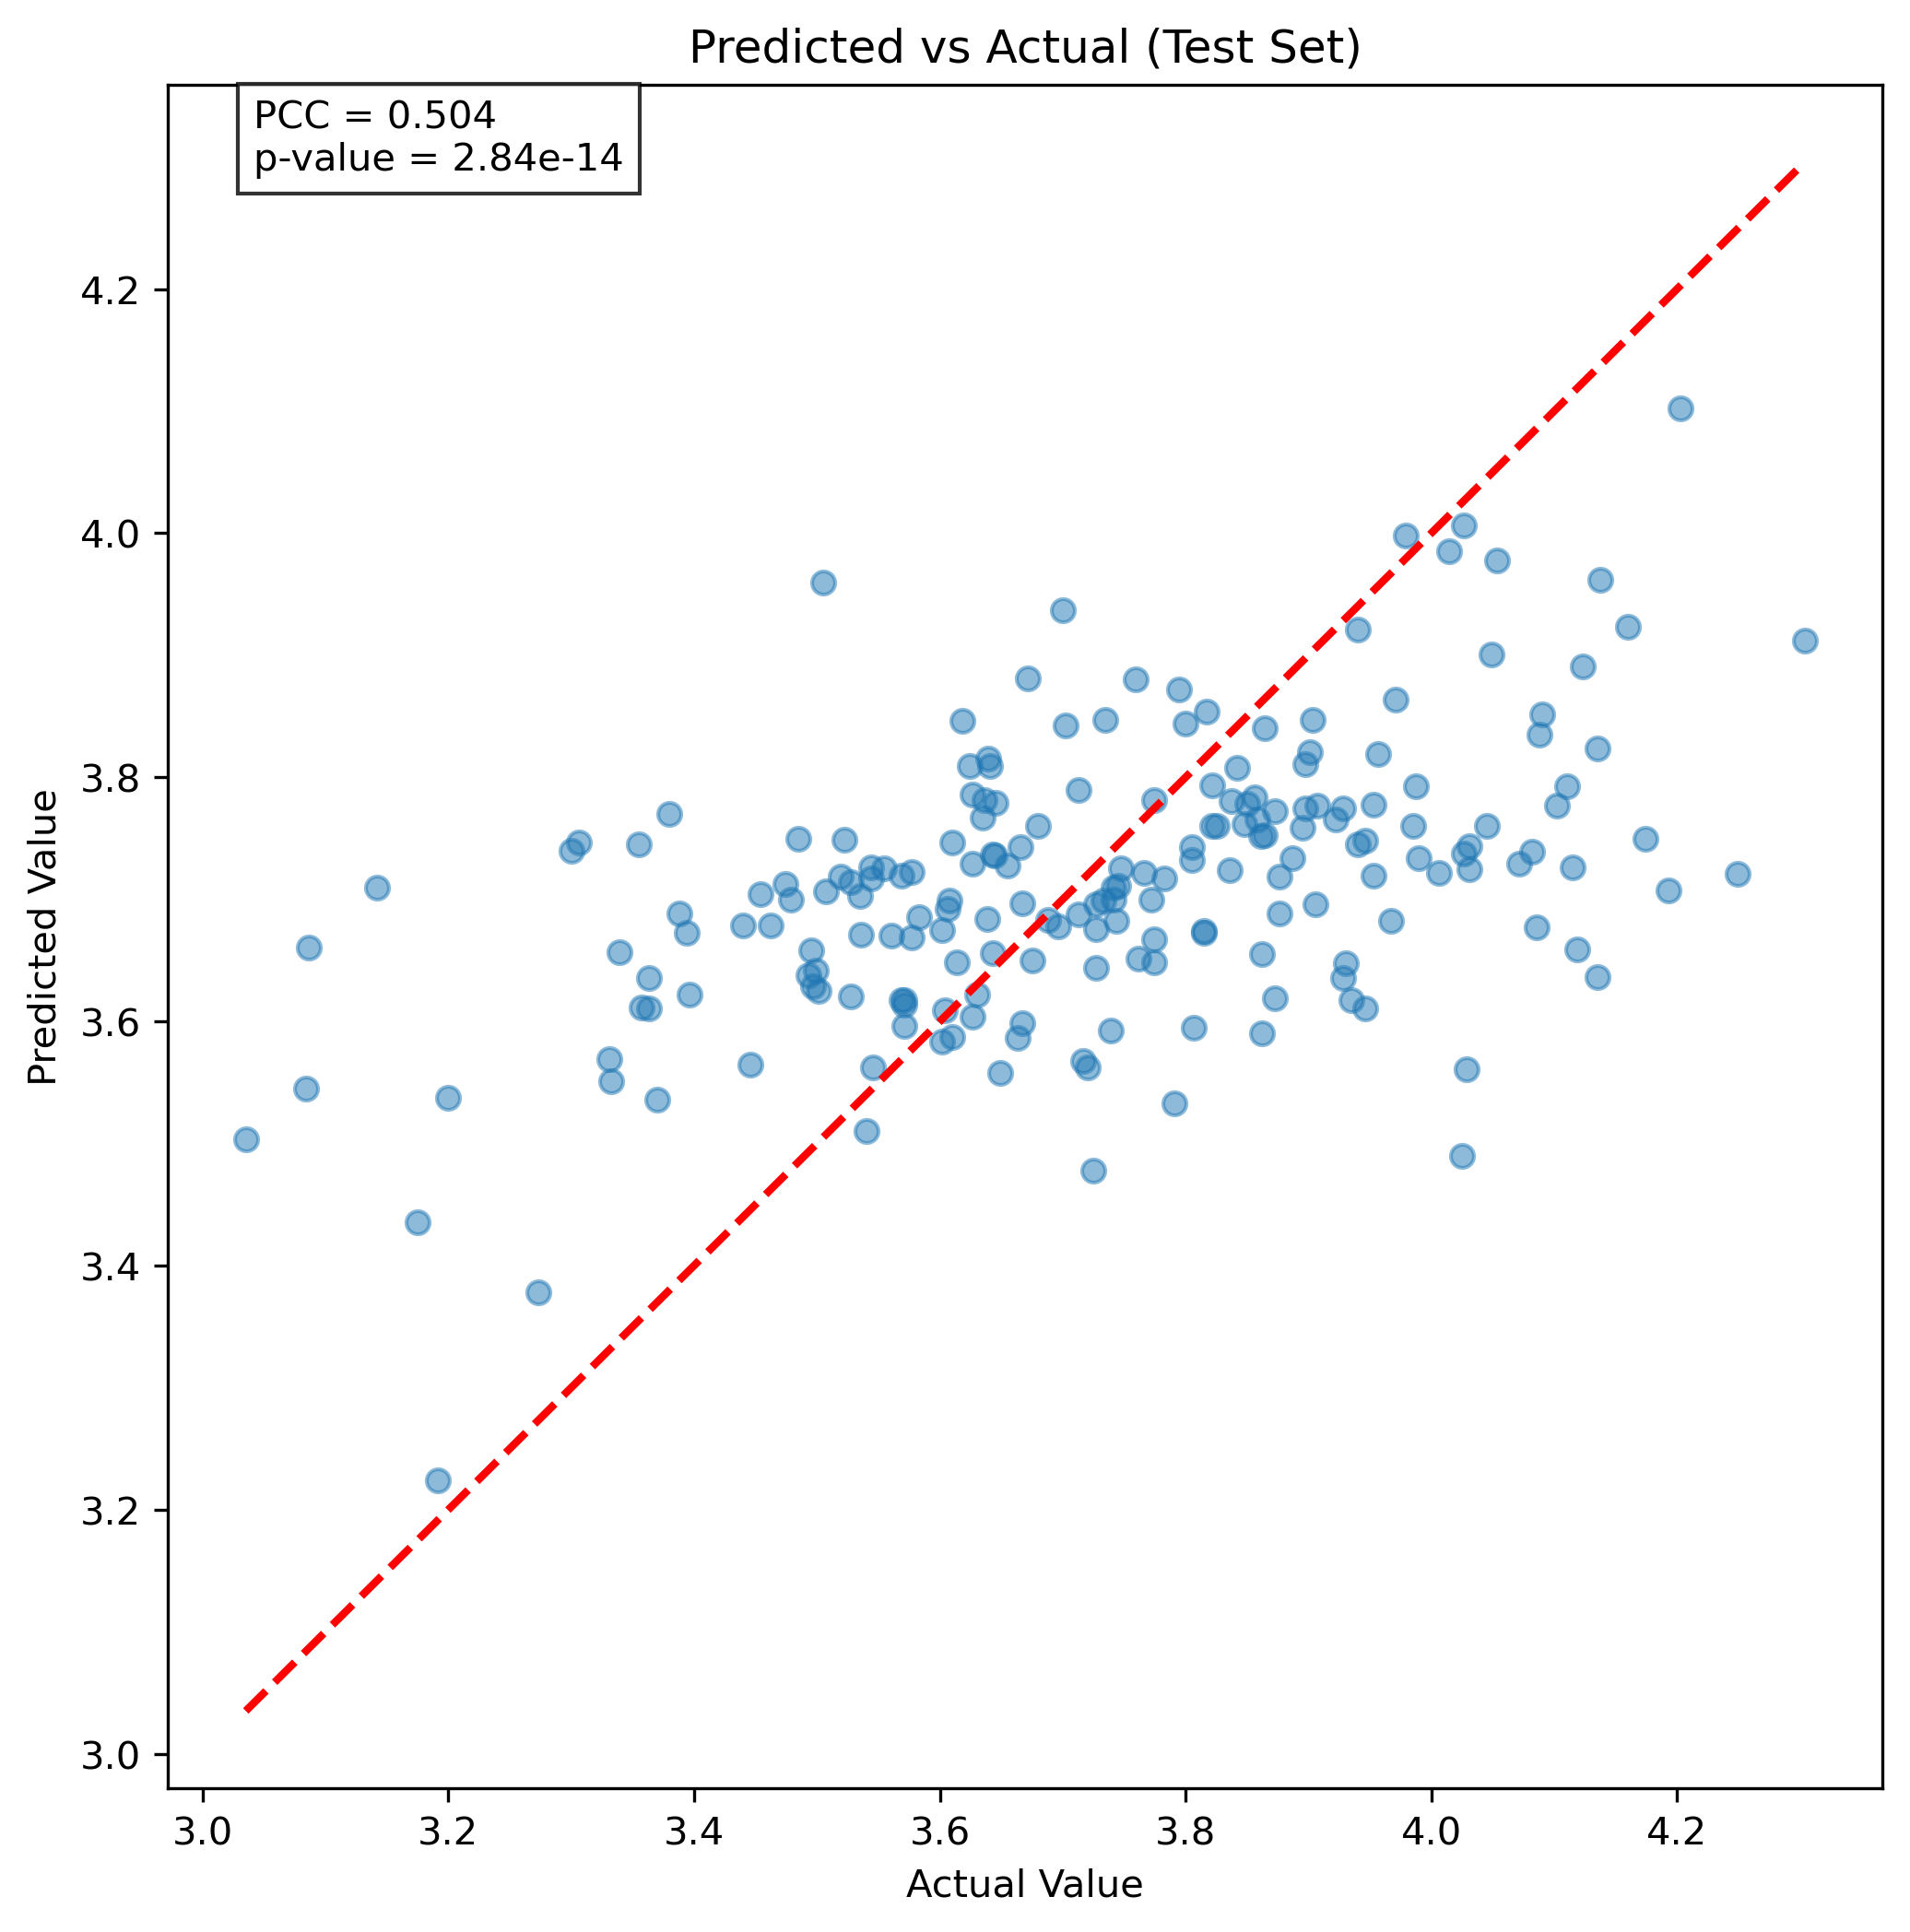 Predicted vs Actual (Test Set)
PCC = 0.504
p-value = 2.84e-14
Predicted Value
4.2
4.0
3.8
3.6
3.4
3.2
3.0
3.0 3.2 3.4 3.6 3.8 4.0 4.2
Actual Value